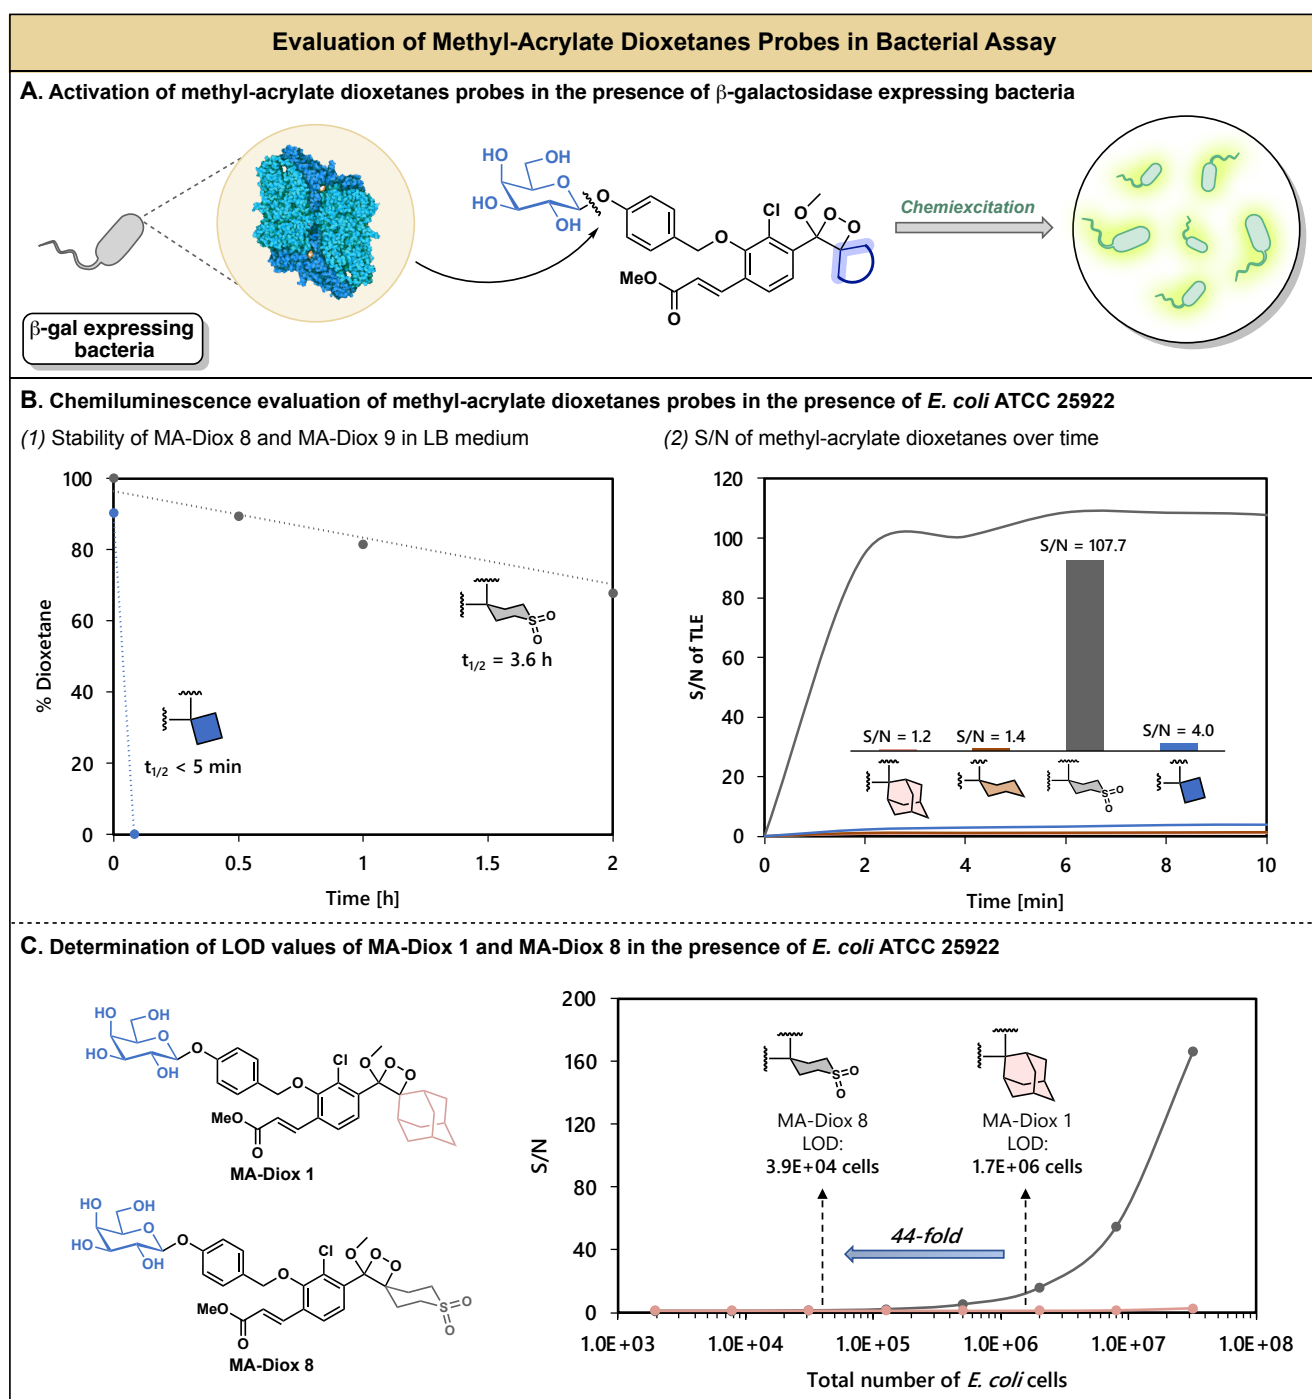 Evaluation of Methyl-Acrylate Dioxetanes Probes in Bacterial Assay
A. Activation of methyl-acrylate dioxetanes probes in the presence of β-galactosidase expressing bacteria
HO
OH
O
HO
OH
O
O
Cl
O
O
O
MeO
O
Chemiexcitation
β-gal expressing
bacteria
B. Chemiluminescence evaluation of methyl-acrylate dioxetanes probes in the presence of E. coli ATCC 25922
(1) Stability of MA-Diox 8 and MA-Diox 9 in LB medium
% Dioxetane
100
80
60
40
20
0
0
0.5
1
1.5
2
Time [h]
S
O
O
t1/2 = 3.6 h
t1/2 < 5 min
(2) S/N of methyl-acrylate dioxetanes over time
S/N of TLE
120
100
80
60
40
20
0
0
2
4
6
8
10
Time [min]
S/N = 107.7
S/N = 1.2
S/N = 1.4
S/N = 4.0
S
O
O
C. Determination of LOD values of MA-Diox 1 and MA-Diox 8 in the presence of E. coli ATCC 25922
HO
OH
O
HO
OH
O
O
Cl
O
O
O
MeO
O
MA-Diox 1
HO
OH
O
HO
OH
O
O
Cl
O
O
O
MeO
O
S
O
O
MA-Diox 8
S/N
200
160
120
80
40
0
1.0E+03
1.0E+04
1.0E+05
1.0E+06
1.0E+07
1.0E+08
Total number of E. coli cells
S
O
O
MA-Diox 8
LOD:
3.9E+04 cells
MA-Diox 1
LOD:
1.7E+06 cells
44-fold